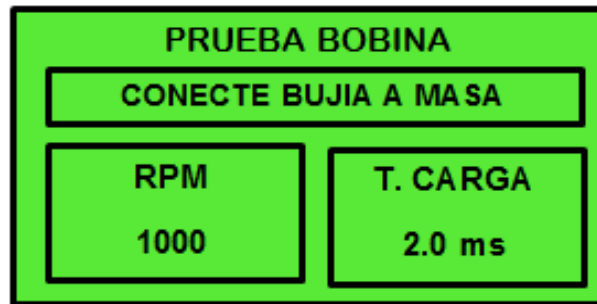 PRUEBA BOBINA
CONECTE BUJIA A MASA
RPM
1000
T. CARGA
2.0 ms